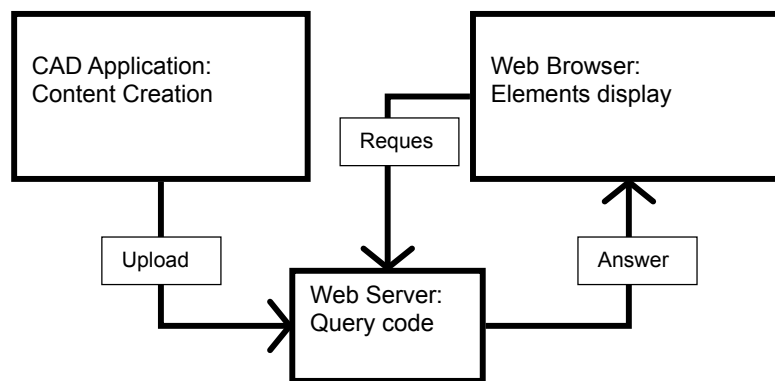 CAD Application:
Content Creation
Web Browser:
Elements display
Reques
Upload
Answer
Web Server:
Query code